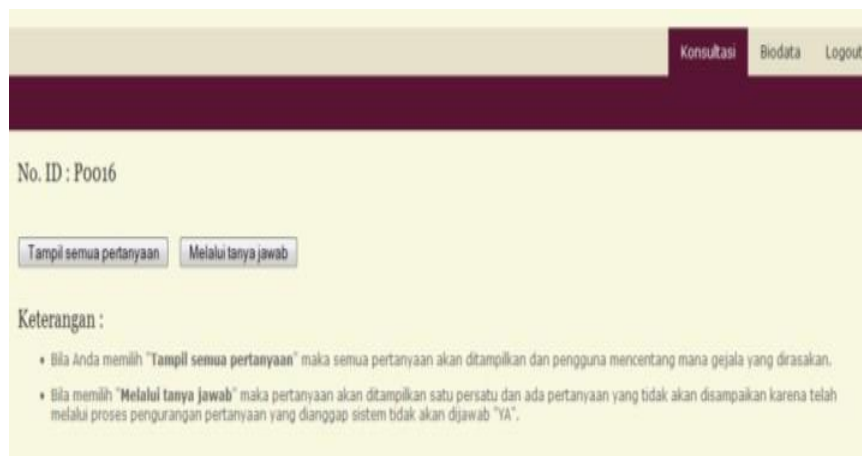 Konsultasi Biodata Logout
No. ID : P0016
Tampil semua pertanyaan Melalui tanya jawab
Keterangan :
• Bila Anda memilih "Tampil semua pertanyaan" maka semua pertanyaan akan ditampilkan dan pengguna mencentang mana gejala yang dirasakan.
• Bila memilih "Melalui tanya jawab" maka pertanyaan akan ditampilkan satu persatu dan ada pertanyaan yang tidak akan disampaikan karena telah
melalui proses pengurangan pertanyaan yang dianggap sistem tidak akan dijawab "YA".